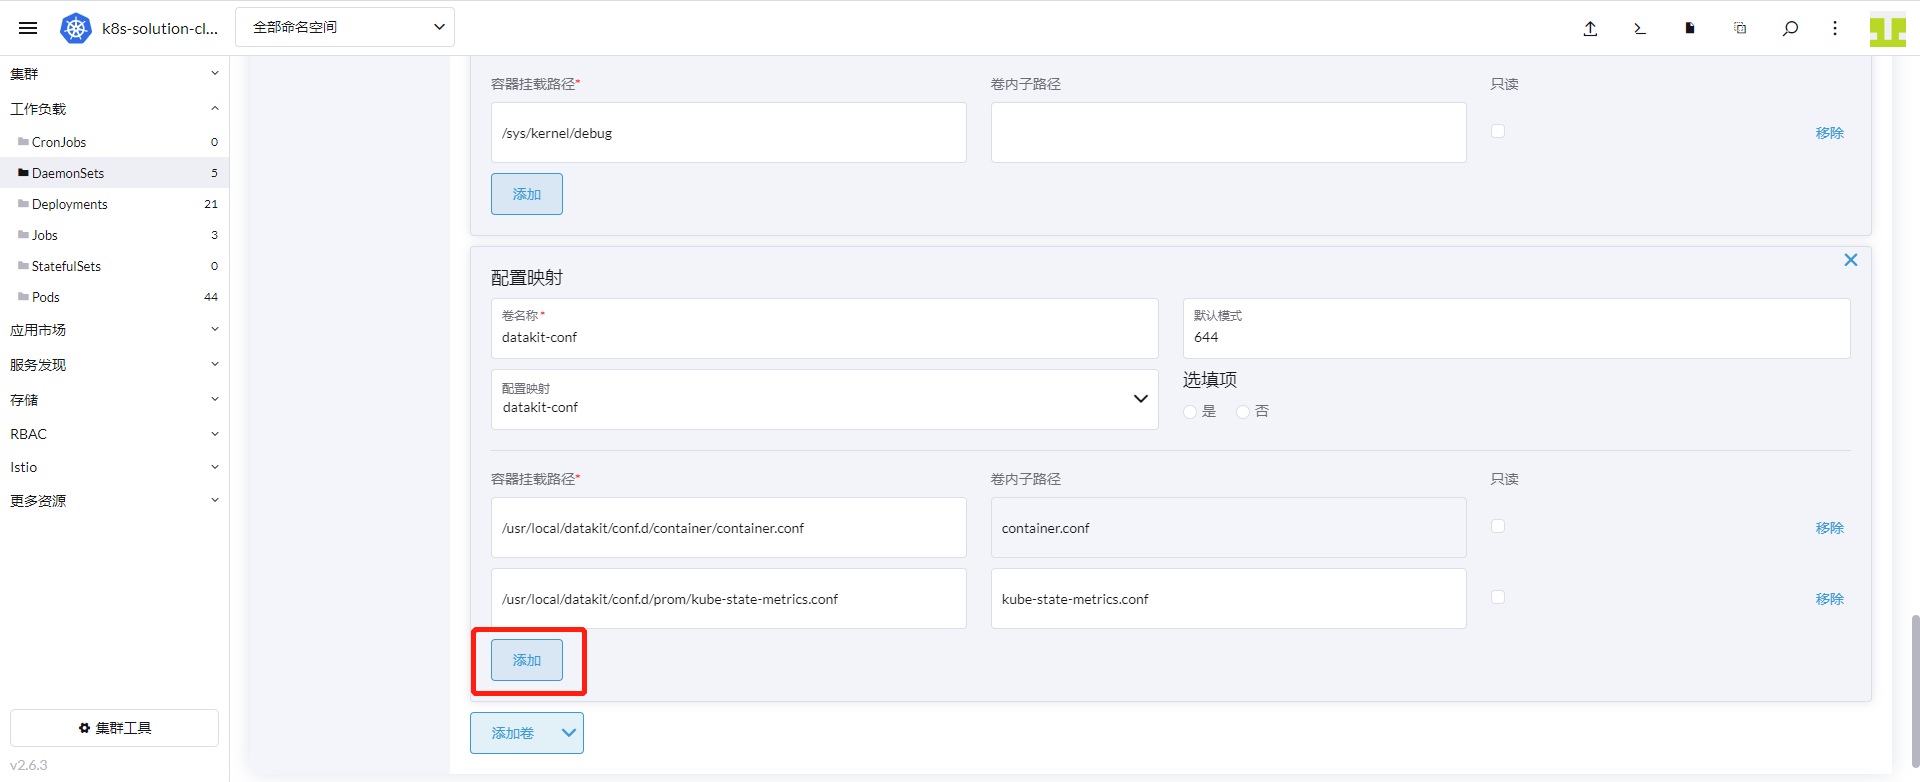 k8s-solution-cl...
全部命名空间
集群
工作负载
CronJobs 0
DaemonSets 5
Deployments 21
Jobs 3
StatefulSets 0
Pods 44
应用市场
服务发现
存储
RBAC
Istio
更多资源
集群工具
v2.6.3
容器挂载路径* 卷内子路径 只读
/sys/kernel/debug 移除
添加
配置映射
卷名称* 默认模式
datakit-conf 644
配置映射 选填项
datakit-conf 是 否
容器挂载路径* 卷内子路径 只读
/usr/local/datakit/conf.d/container/container.conf container.conf 移除
/usr/local/datakit/conf.d/prom/kube-state-metrics.conf kube-state-metrics.conf 移除
添加
添加卷